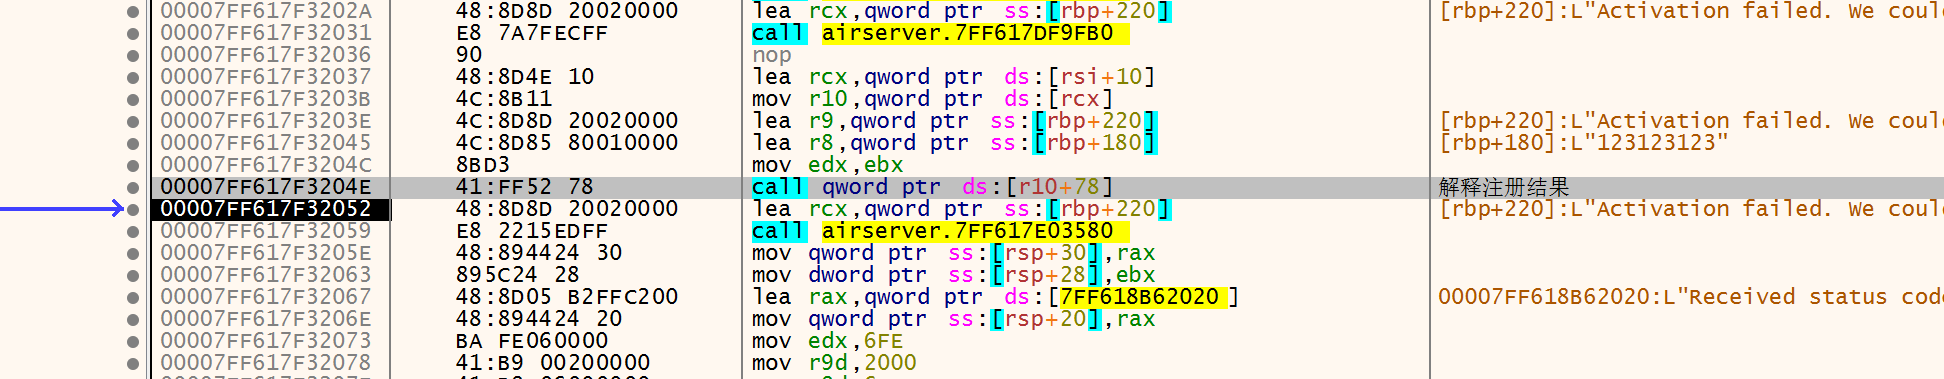 00007FF617F3202A 48:8D8D 20020000 lea rcx,qword ptr ss:[rbp+220] [rbp+220]:L"Activation failed. We coul
00007FF617F32031 E8 7A7FECFF call airserver.7FF617DF9FB0
00007FF617F32036 90 nop
00007FF617F32037 48:8D4E 10 lea rcx,qword ptr ds:[rsi+10]
00007FF617F3203B 4C:8B11 mov r10,qword ptr ds:[rcx]
00007FF617F3203E 4C:8D8D 20020000 lea r9,qword ptr ss:[rbp+220] [rbp+220]:L"Activation failed. We coul
00007FF617F32045 4C:8D85 80010000 lea r8,qword ptr ss:[rbp+180] [rbp+180]:L"123123123"
00007FF617F3204C 8BD3 mov edx,ebx
00007FF617F3204E 41:FF52 78 call qword ptr ds:[r10+78] 解释注册结果
00007FF617F32052 48:8D8D 20020000 lea rcx,qword ptr ss:[rbp+220] [rbp+220]:L"Activation failed. We coul
00007FF617F32059 E8 2215EDFF call airserver.7FF617E03580
00007FF617F3205E 48:894424 30 mov qword ptr ss:[rsp+30],rax
00007FF617F32063 895C24 28 mov dword ptr ss:[rsp+28],ebx
00007FF617F32067 48:8D05 B2FFC200 lea rax,qword ptr ds:[7FF618B62020] 00007FF618B62020:L"Received status cod
00007FF617F3206E 48:894424 20 mov qword ptr ss:[rsp+20],rax
00007FF617F32073 BA FE060000 mov edx,6FE
00007FF617F32078 41:B9 00200000 mov r9d,2000